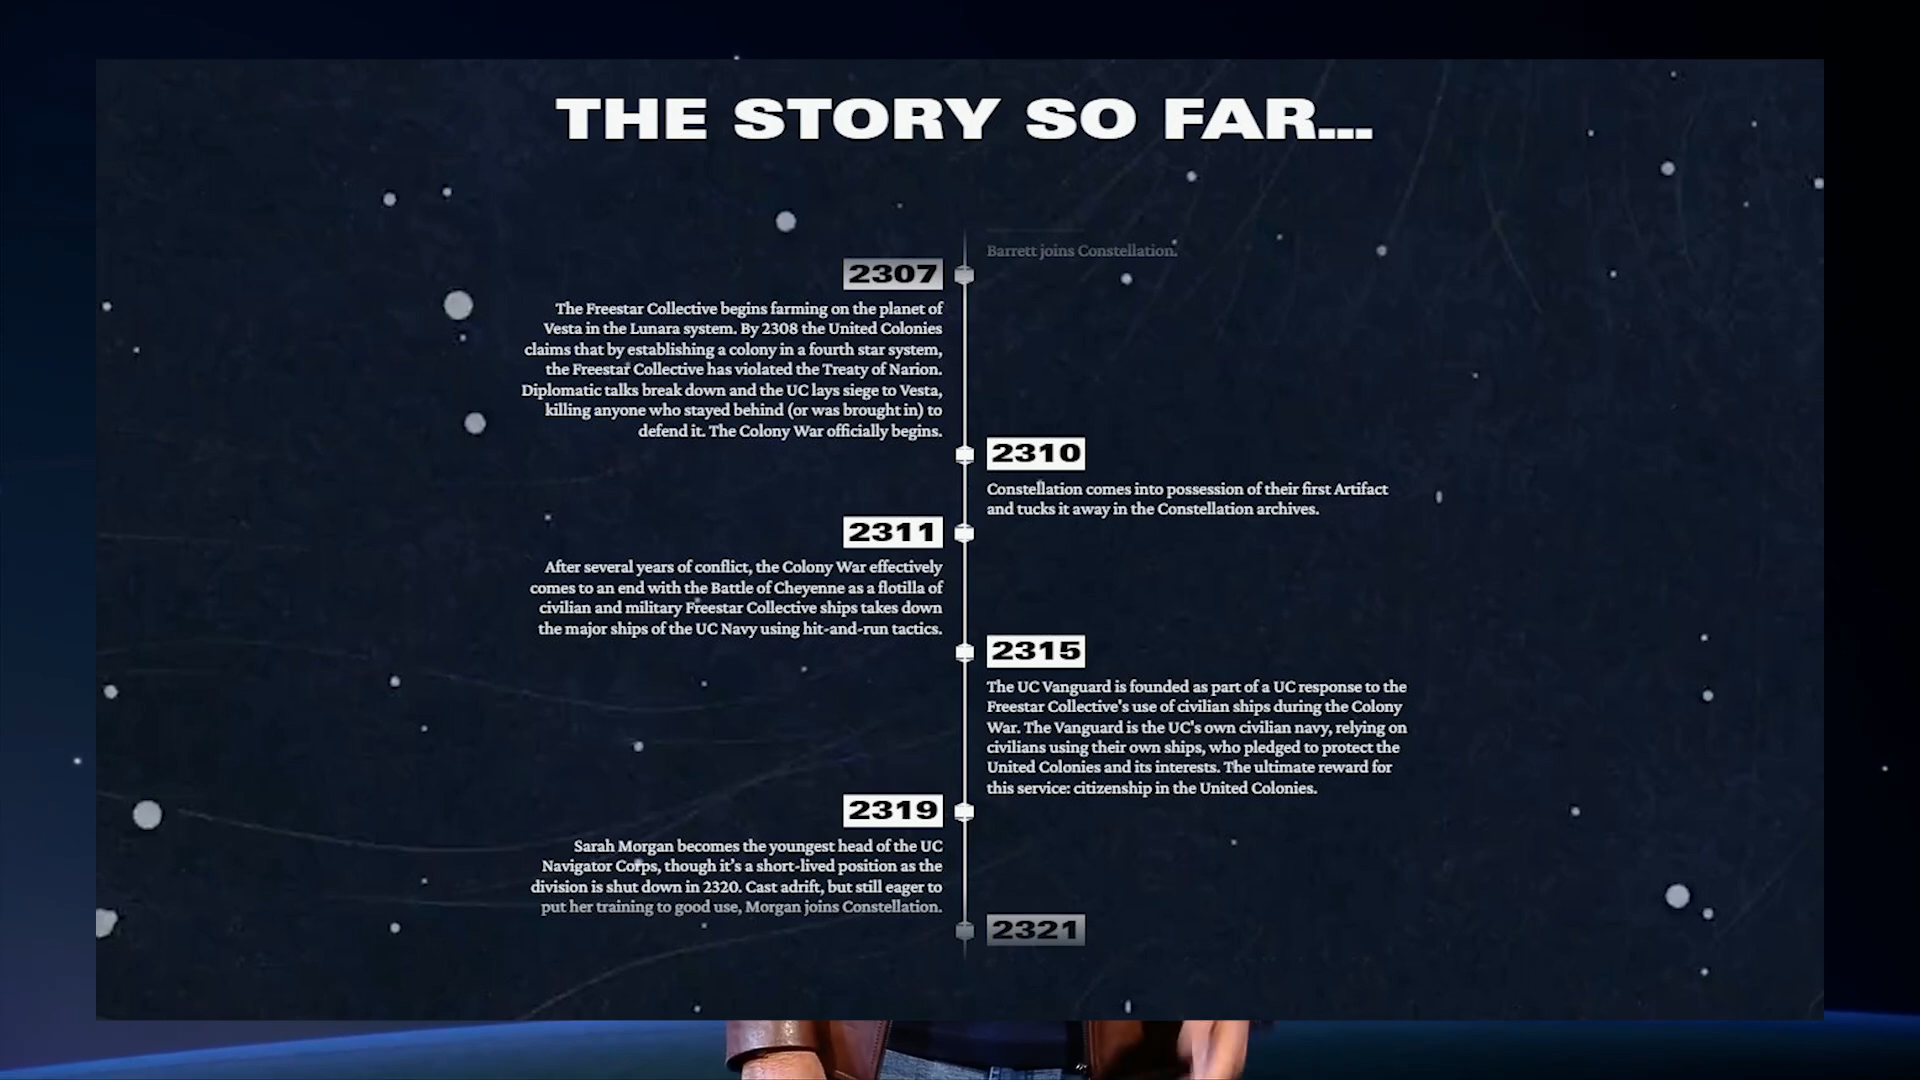 THE STORY SO FAR...
Barrett joins Constellation.
2307
The Freestar Collective begins farming on the planet of
Vesta in the Lunara system. By 2308 the United Colonies
claims that by establishing a colony in a fourth star system,
the Freestar Collective has violated the Treaty of Narion.
Diplomatic talks break down and the UC lays siege to Vesta,
killing anyone who stayed behind (or was brought in) to
defend it. The Colony War officially begins.
2310
Constellation comes into possession of their first Artifact
and tucks it away in the Constellation archives.
2311
After several years of conflict, the Colony War effectively
comes to an end with the Battle of Cheyenne as a flotilla of
civilian and military Freestar Collective ships takes down
the major ships of the UC Navy using hit-and-run tactics.
2315
The UC Vanguard is founded as part of a UC response to the
Freestar Collective's use of civilian ships during the Colony
War. The Vanguard is the UC's own civilian navy, relying on
civilians using their own ships, who pledged to protect the
United Colonies and its interests. The ultimate reward for
this service: citizenship in the United Colonies.
2319
Sarah Morgan becomes the youngest head of the UC
Navigator Corps, though it’s a short-lived position as the
division is shut down in 2320. Cast adrift, but still eager to
put her training to good use, Morgan joins Constellation.
2321